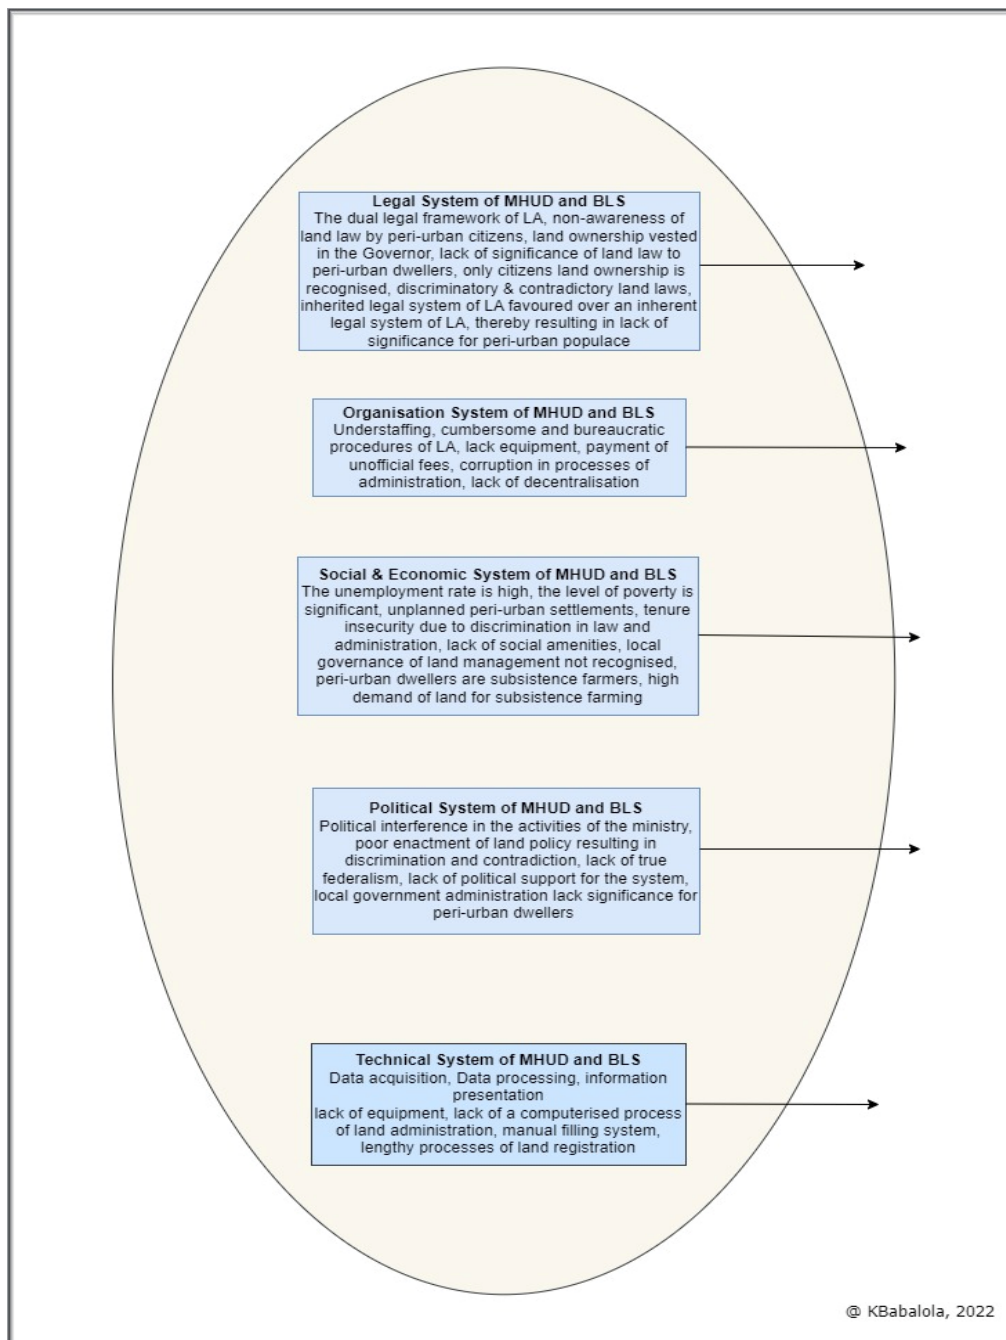 Legal System of MHUD and BLS
The dual legal framework of LA, non-awareness of
land law by peri-urban citizens, land ownership vested
in the Governor, lack of significance of land law to
peri-urban dwellers, only citizens land ownership is
recognised, discriminatory & contradictory land laws,
inherited legal system of LA favoured over an inherent
legal system of LA, thereby resulting in lack of
significance for peri-urban populace
Organisation System of MHUD and BLS
Understaffing, cumbersome and bureaucratic
procedures of LA, lack equipment, payment of
unofficial fees, corruption in processes of
administration, lack of decentralisation
Social & Economic System of MHUD and BLS
The unemployment rate is high, the level of poverty is
significant, unplanned peri-urban settlements, tenure
insecurity due to discrimination in law and
administration, lack of social amenities, local
governance of land management not recognised,
peri-urban dwellers are subsistence farmers, high
demand of land for subsistence farming
Political System of MHUD and BLS
Political interference in the activities of the ministry,
poor enactment of land policy resulting in
discrimination and contradiction, lack of true
federalism, lack of political support for the system,
local government administration lack significance for
peri-urban dwellers
Technical System of MHUD and BLS
Data acquisition, Data processing, information
presentation
lack of equipment, lack of a computerised process
of land administration, manual filling system,
lengthy processes of land registration
@ KBabalola, 2022